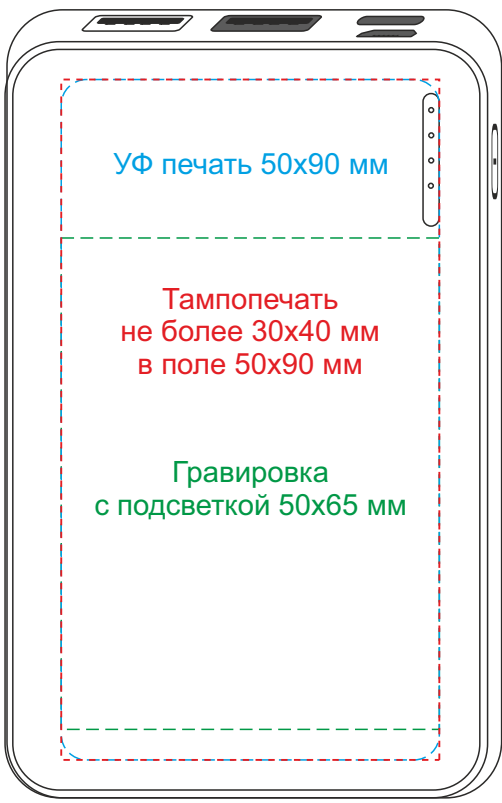 УФ печать 50х90 мм
Тампопечать
не более 30х40 мм
в поле 50х90 мм
Гравировка
с подсветкой 50х65 мм